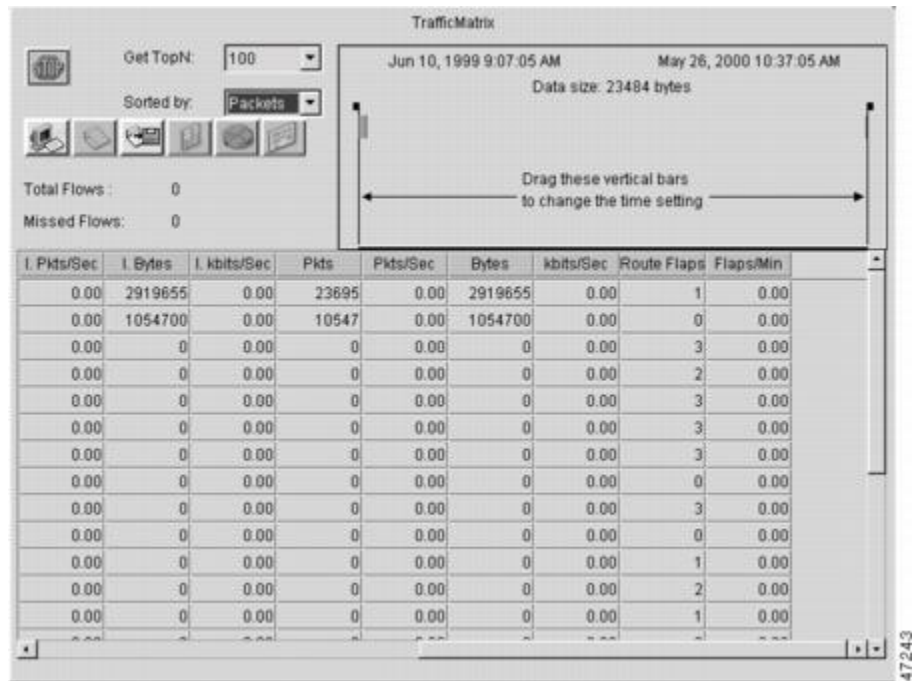 TrafficMatrix
Get TopN: 100
Sorted by: Packets
Total Flows : 0
Missed Flows: 0
Jun 10, 1999 9:07:05 AM May 26, 2000 10:37:05 AM
Data size: 23484 bytes
Drag these vertical bars
to change the time setting
I. Pkts/Sec I. Bytes I. kbits/Sec Pkts Pkts/Sec Bytes kbits/Sec Route Flaps Flaps/Min
0.00 2919655 0.00 23695 0.00 2919655 0.00 1 0.00
0.00 1054700 0.00 10547 0.00 1054700 0.00 0 0.00
0.00 0 0.00 0 0.00 0 0.00 3 0.00
0.00 0 0.00 0 0.00 0 0.00 2 0.00
0.00 0 0.00 0 0.00 0 0.00 3 0.00
0.00 0 0.00 0 0.00 0 0.00 3 0.00
0.00 0 0.00 0 0.00 0 0.00 3 0.00
0.00 0 0.00 0 0.00 0 0.00 0 0.00
0.00 0 0.00 0 0.00 0 0.00 3 0.00
0.00 0 0.00 0 0.00 0 0.00 0 0.00
0.00 0 0.00 0 0.00 0 0.00 1 0.00
0.00 0 0.00 0 0.00 0 0.00 2 0.00
0.00 0 0.00 0 0.00 0 0.00 1 0.00
47243